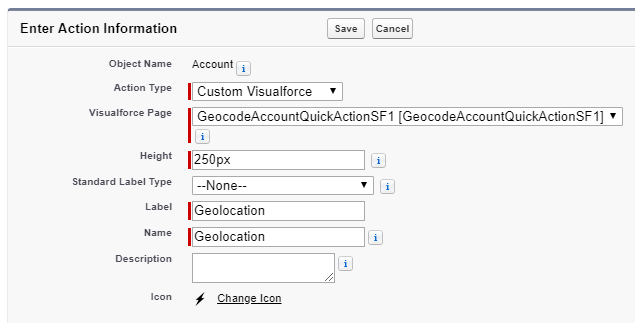 Enter Action Information Save Cancel
Object Name Account i
Action Type Custom Visualforce
Visualforce Page GeocodeAccountQuickActionSF1 [GeocodeAccountQuickActionSF1]
i
Height 250px i
Standard Label Type --None-- i
Label Geolocation
Name Geolocation i
Description i
Icon Change Icon